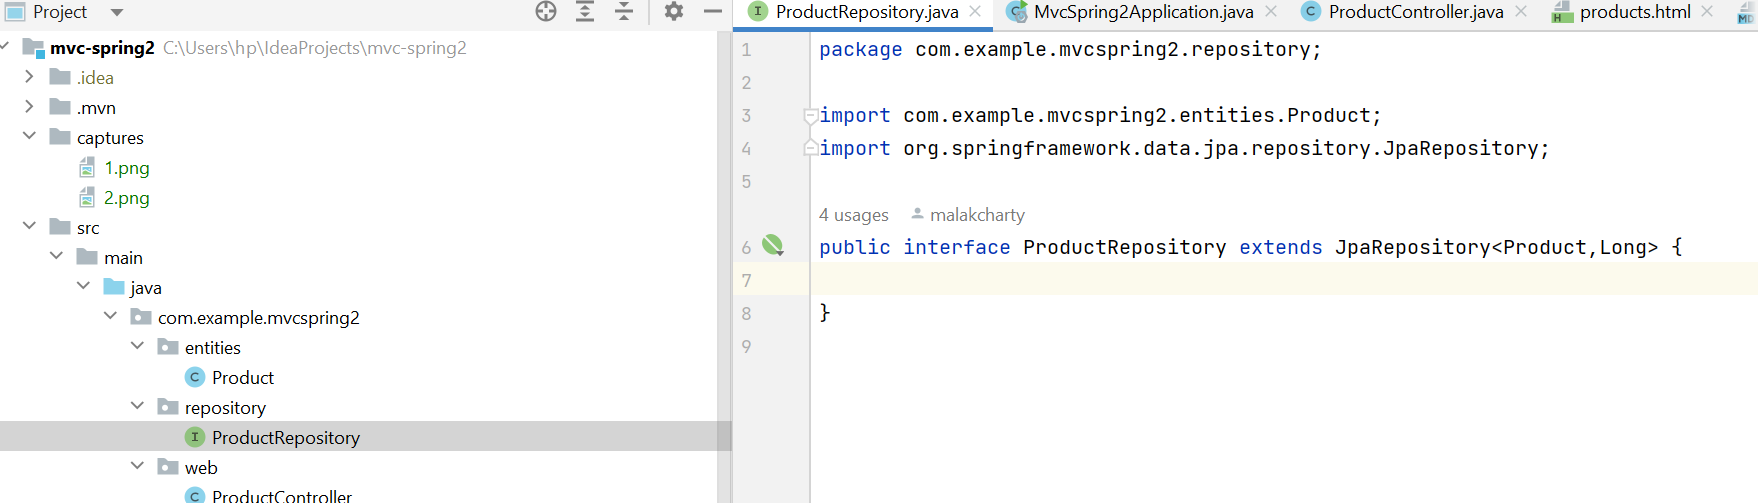 Project
mvc-spring2 C:\Users\hp\IdeaProjects\mvc-spring2
.idea
.mvn
captures
1.png
2.png
src
main
java
com.example.mvcspring2
entities
C Product
repository
I ProductRepository
web
C ProductController
I ProductRepository.java C MvcSpring2Application.java C ProductController.java H products.html MD
1 package com.example.mvcspring2.repository;
2
3 import com.example.mvcspring2.entities.Product;
4 import org.springframework.data.jpa.repository.JpaRepository;
5
4 usages malakcharty
6 public interface ProductRepository extends JpaRepository<Product,Long> {
7
8 }
9